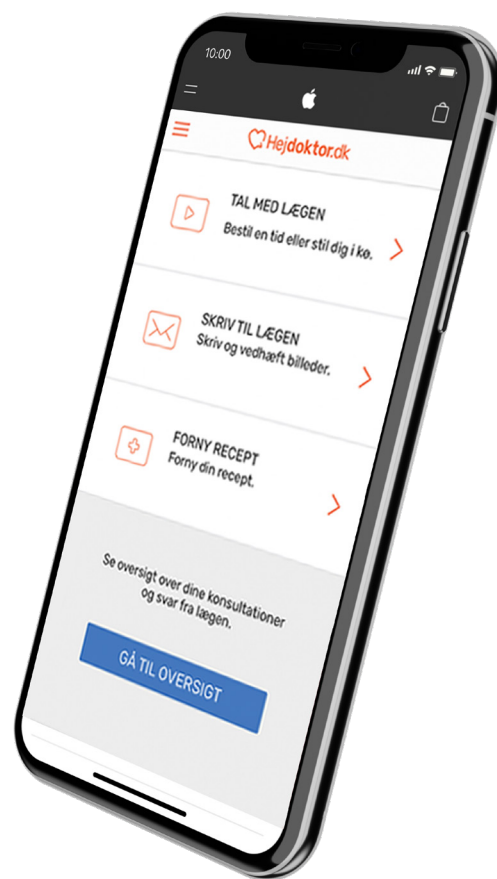 10:00
Hejdoktor.dk
TAL MED LÆGEN
Bestil en tid eller stil dig i kø.
SKRIV TIL LÆGEN
Skriv og vedhæft billeder.
FORNY RECEPT
Forny din recept.
Se oversigt over dine konsultationer
og svar fra lægen.
GÅ TIL OVERSIGT